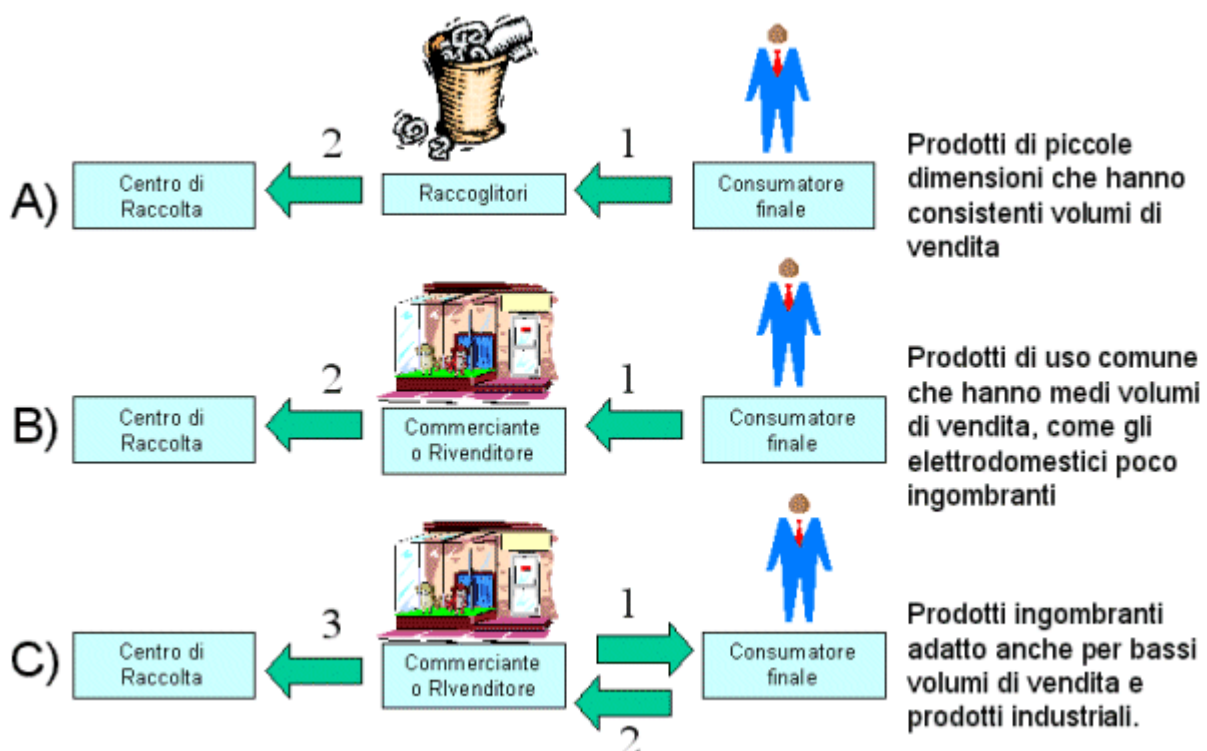 2
1
A)
Centro di
Raccolta
Raccoglitori
Consumatore
finale
Prodotti di piccole
dimensioni che hanno
consistenti volumi di
vendita
2
1
B)
Centro di
Raccolta
Commerciante
o Rivenditore
Consumatore
finale
Prodotti di uso comune
che hanno medi volumi
di vendita, come gli
elettrodomestici poco
ingombranti
3
1
C)
Centro di
Raccolta
Commerciante
o RIvenditore
Consumatore
finale
2
Prodotti ingombranti
adatto anche per bassi
volumi di vendita e
prodotti industriali.